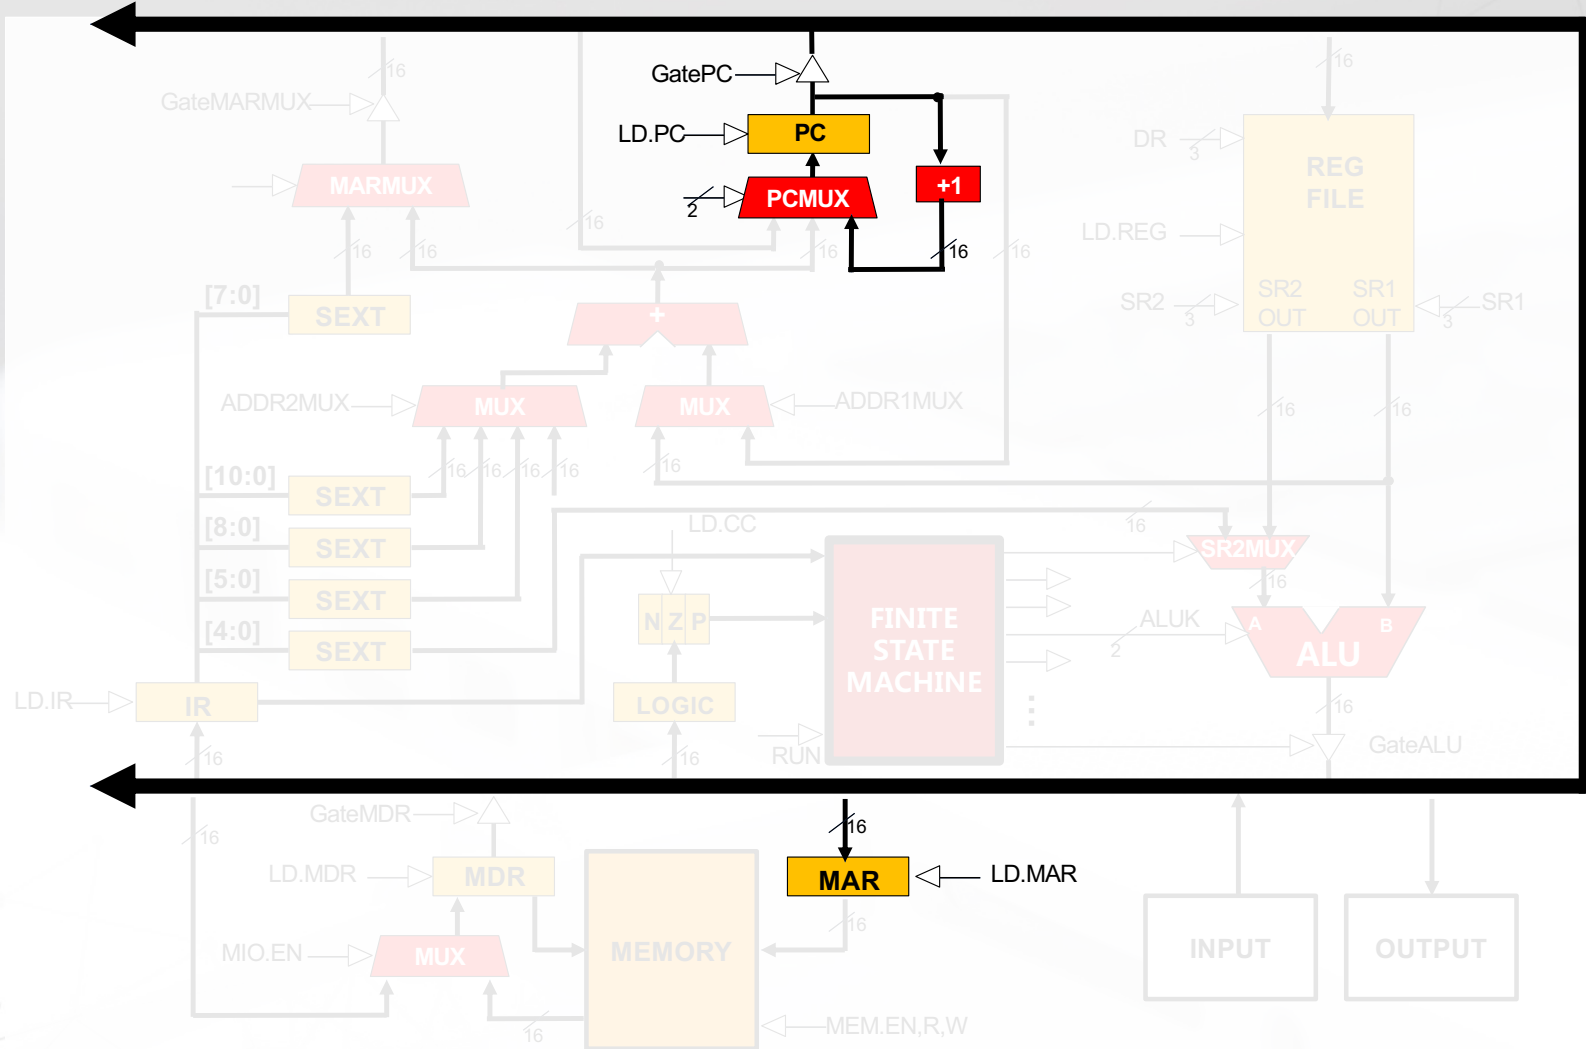 16
16
GatePC
GateMARMUX
LD.PC
PC
DR
3
REG
FILE
MARMUX
PCMUX
+1
2
16
LD.REG
16
16
16
16
16
[7:0]
SEXT
+
SR2
3
SR2
OUT
SR1
OUT
3
SR1
ADDR2MUX
MUX
MUX
ADDR1MUX
16
16
[10:0]
16
16
16
16
16
SEXT
[8:0]
SEXT
LD.CC
16
SR2MUX
[5:0]
SEXT
16
N Z P
FINITE
STATE
MACHINE
ALUK
2
A
B
ALU
[4:0]
SEXT
LD.IR
IR
LOGIC
16
16
16
RUN
GateALU
GateMDR
16
16
LD.MDR
MDR
MAR
LD.MAR
16
MIO.EN
MUX
MEMORY
INPUT
OUTPUT
16
MEM.EN,R,W